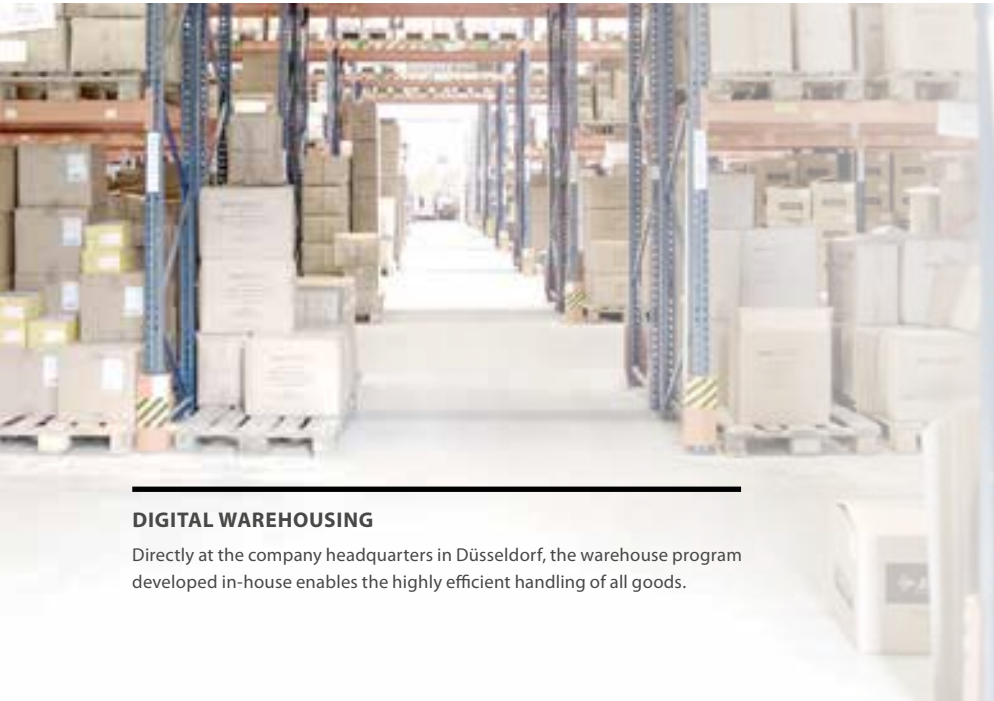 DIGITAL WAREHOUSING
Directly at the company headquarters in Düsseldorf, the warehouse program
developed in-house enables the highly efficient handling of all goods.